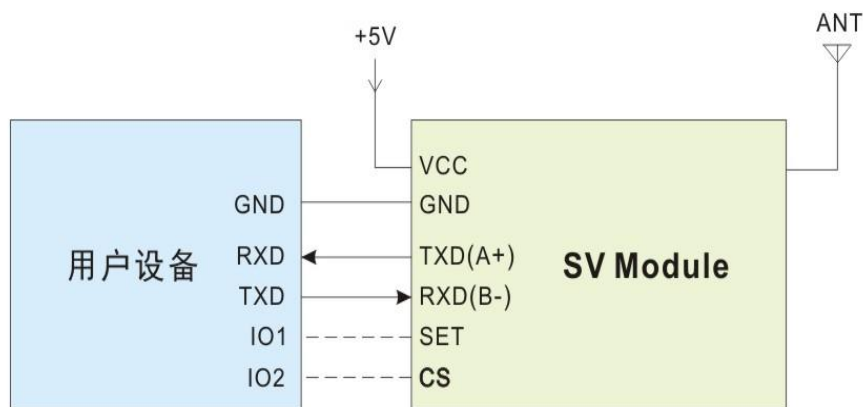 ANT
+5V
VCC
GND GND
用户设备 RXD TXD(A+) SV Module
TXD RXD(B-)
IO1 SET
IO2 CS